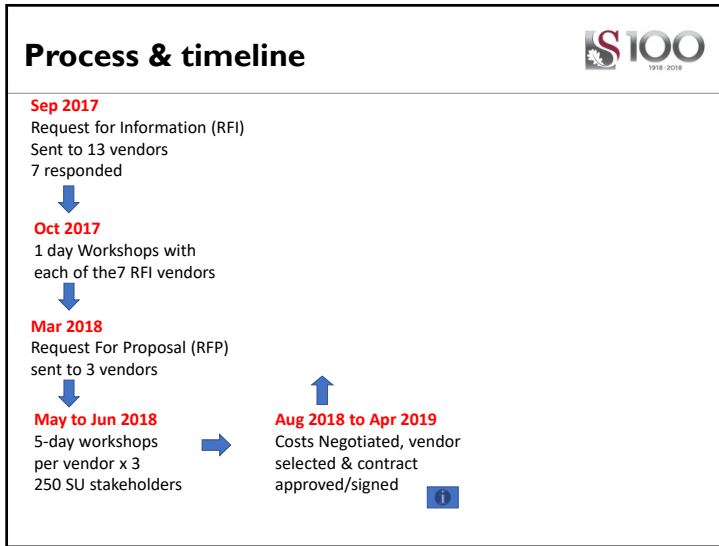 Process & timeline
S100
1918·2018
Sep 2017
Request for Information (RFI)
Sent to 13 vendors
7 responded
Oct 2017
1 day Workshops with
each of the7 RFI vendors
Mar 2018
Request For Proposal (RFP)
sent to 3 vendors
May to Jun 2018
5-day workshops
per vendor x 3
250 SU stakeholders
Aug 2018 to Apr 2019
Costs Negotiated, vendor
selected & contract
approved/signed